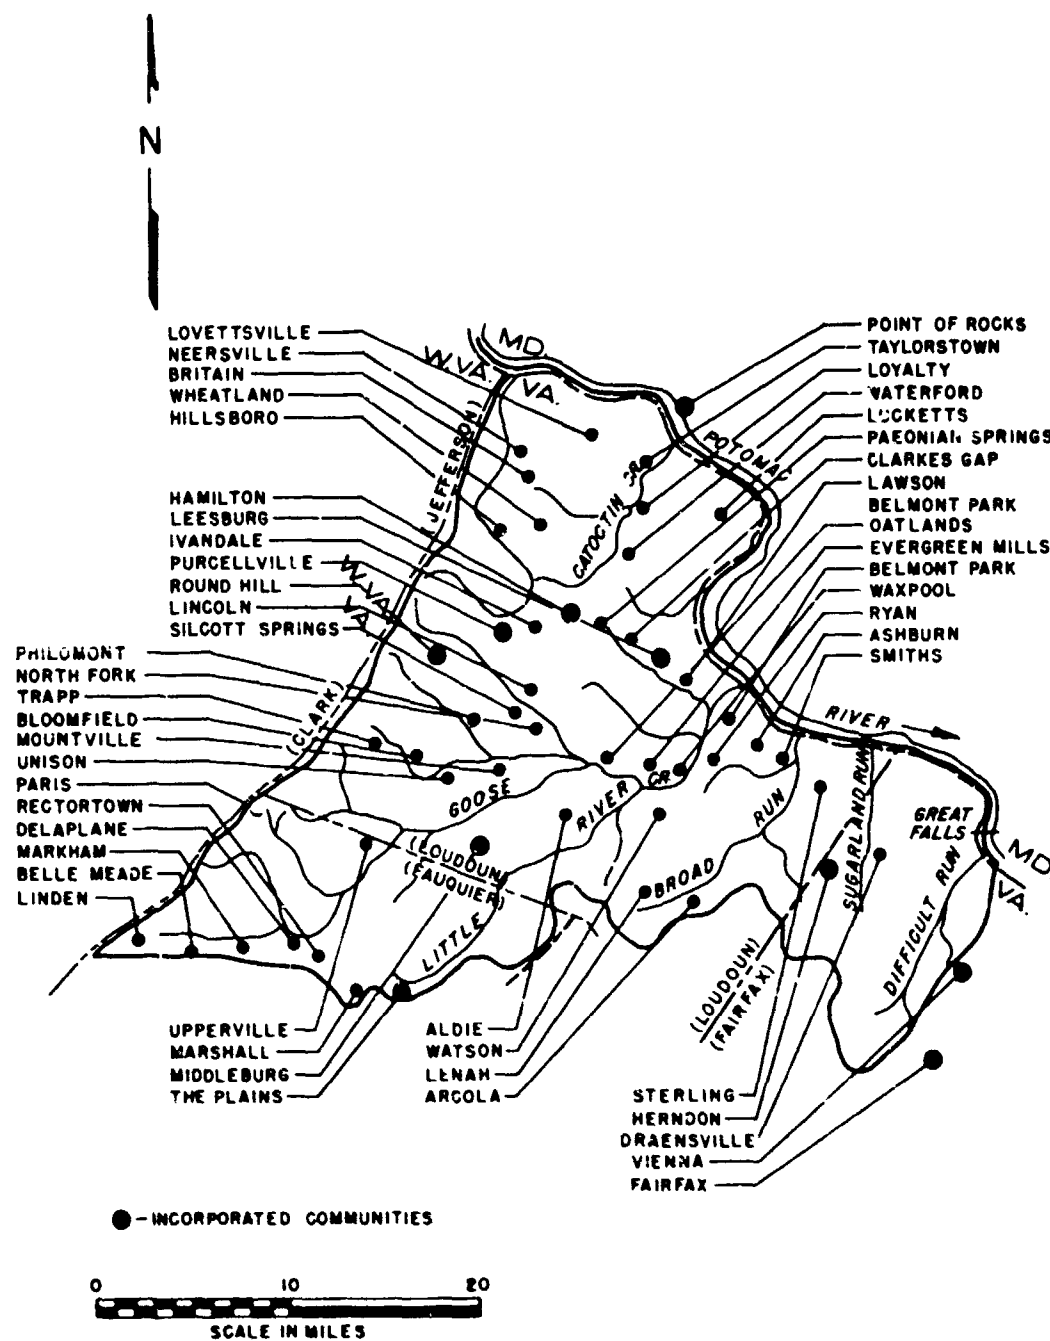 N
LOVETTSVILLE
NEERSVILLE
BRITAIN
WHEATLAND
HILLSBORO
HAMILTON
LEESBURG
IVANDALE
PURCELLVILLE
ROUND HILL
LINCOLN
SILCOTT SPRINGS
PHILOMONT
NORTH FORK
TRAPP
BLOOMFIELD
MOUNTVILLE
UNISON
PARIS
RECTORTOWN
DELAPLANE
MARKHAM
BELLE MEADE
LINDEN
POINT OF ROCKS
TAYLORSTOWN
LOYALTY
WATERFORD
LUCKETTS
PAEONIAN SPRINGS
CLARKES GAP
LAWSON
BELMONT PARK
OATLANDS
EVERGREEN MILLS
BELMONT PARK
WAXPOOL
RYAN
ASHBURN
SMITHS
MD.
W. VA.
VA.
(JEFFERSON)
POTOMAC
CATOCTIN CR.
W. VA.
VA.
(CLARK)
RIVER
GOOSE
CR
RIVER
LITTLE
BROAD
RUN
SUGARLAND RUN
GREAT
FALLS
MD.
VA.
DIFFICULT RUN
(LOUDOUN)
(FAUQUIER)
(LOUDOUN)
(FAIRFAX)
UPPERVILLE
MARSHALL
MIDDLEBURG
THE PLAINS
ALDIE
WATSON
LENAH
ARCOLA
STERLING
HERNDON
DRAENSVILLE
VIENNA
FAIRFAX
- INCORPORATED COMMUNITIES
0 10 20
SCALE IN MILES